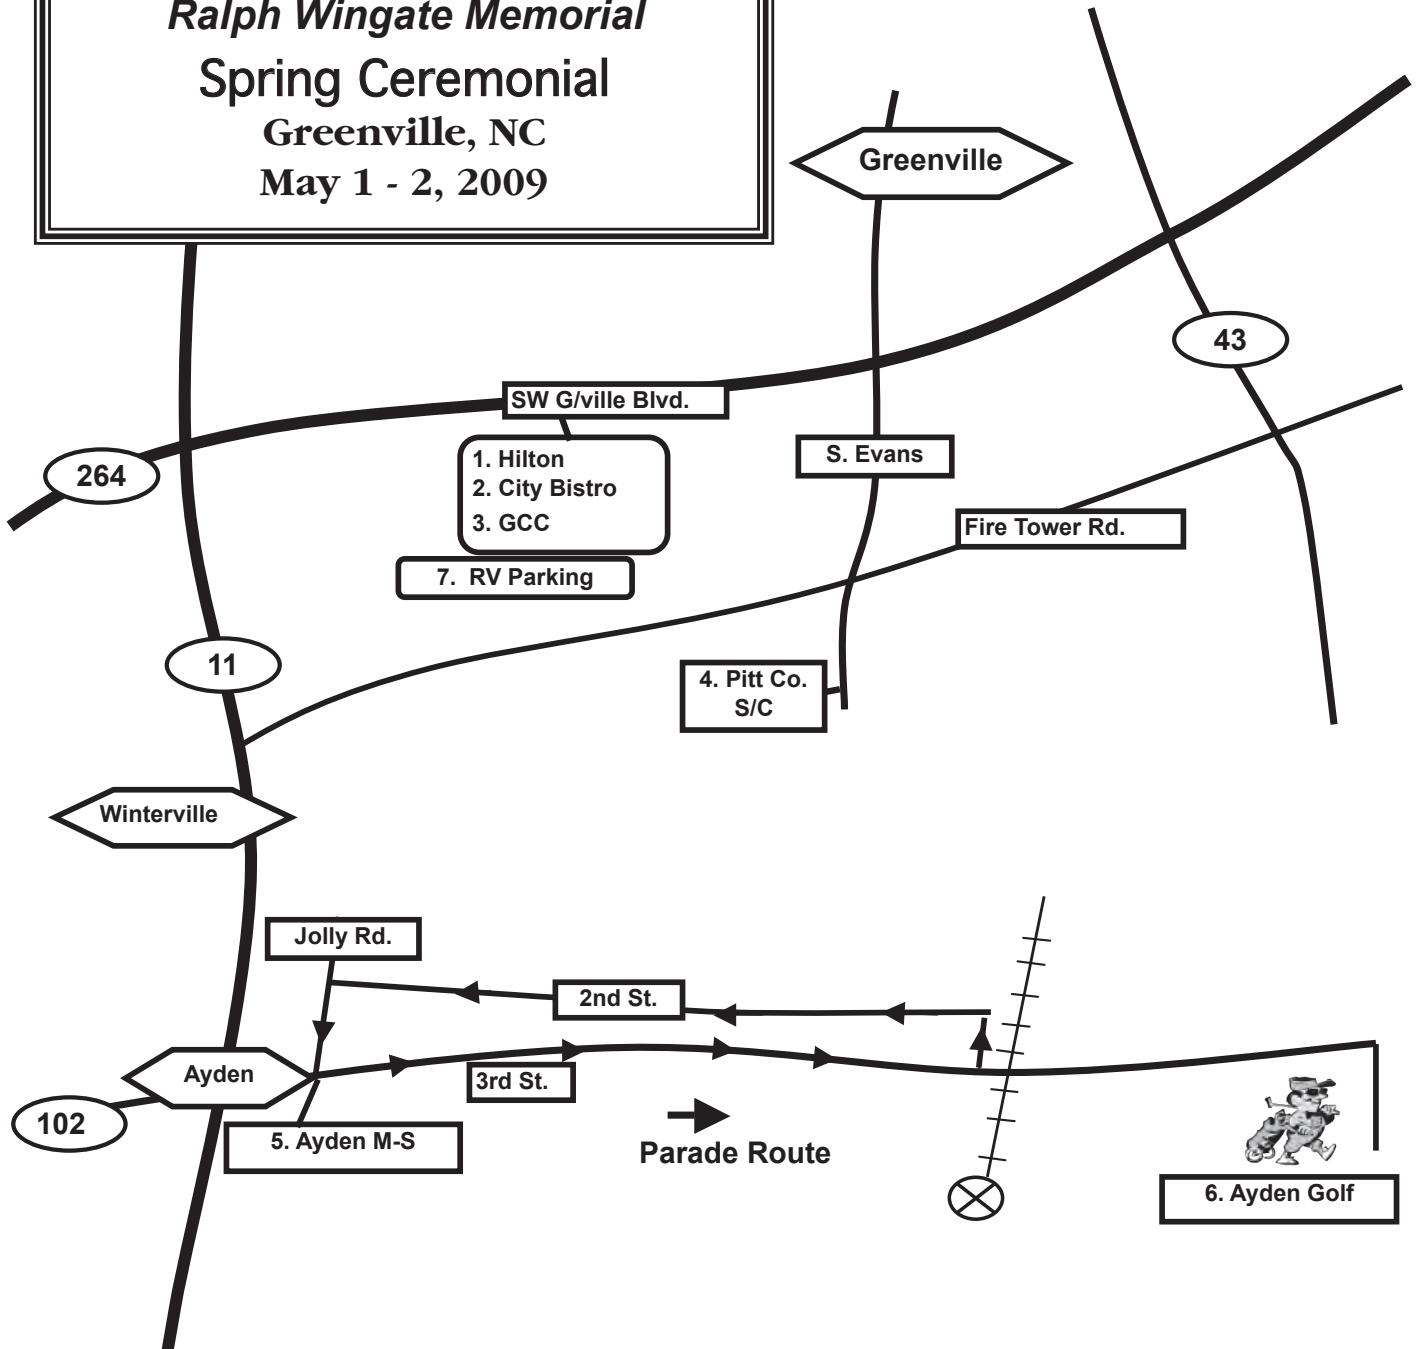 Ralph Wingate Memorial
Spring Ceremonial
Greenville, NC
May 1 - 2, 2009
Greenville
43
SW G/ville Blvd.
S. Evans
264
1. Hilton
2. City Bistro
3. GCC
Fire Tower Rd.
7. RV Parking
11
4. Pitt Co.
S/C
Winterville
Jolly Rd.
2nd St.
Ayden
3rd St.
102
5. Ayden M-S
Parade Route
6. Ayden Golf